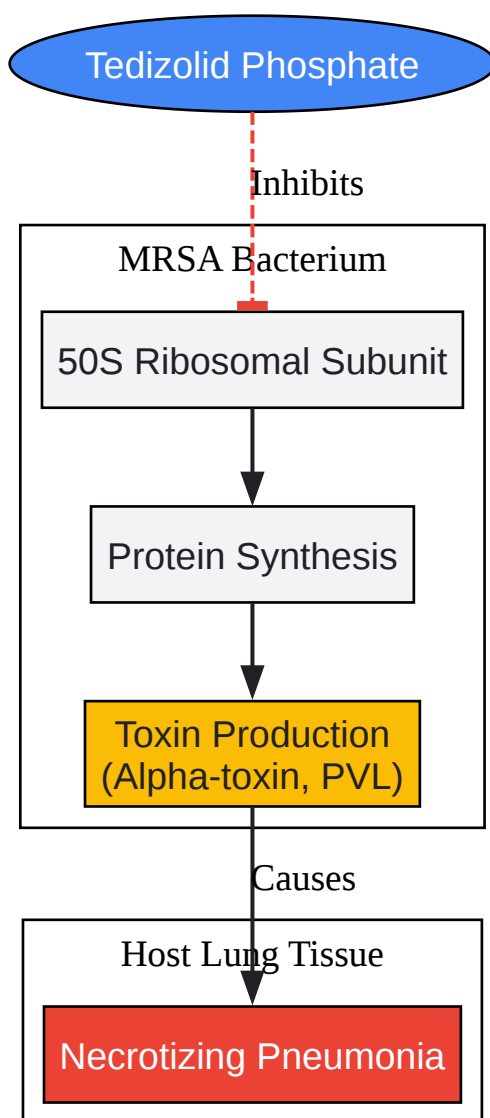 Tedizolid Phosphate
Inhibits
MRSA Bacterium
50S Ribosomal Subunit
Protein Synthesis
Toxin Production
(Alpha-toxin, PVL)
Causes
Host Lung Tissue
Necrotizing Pneumonia